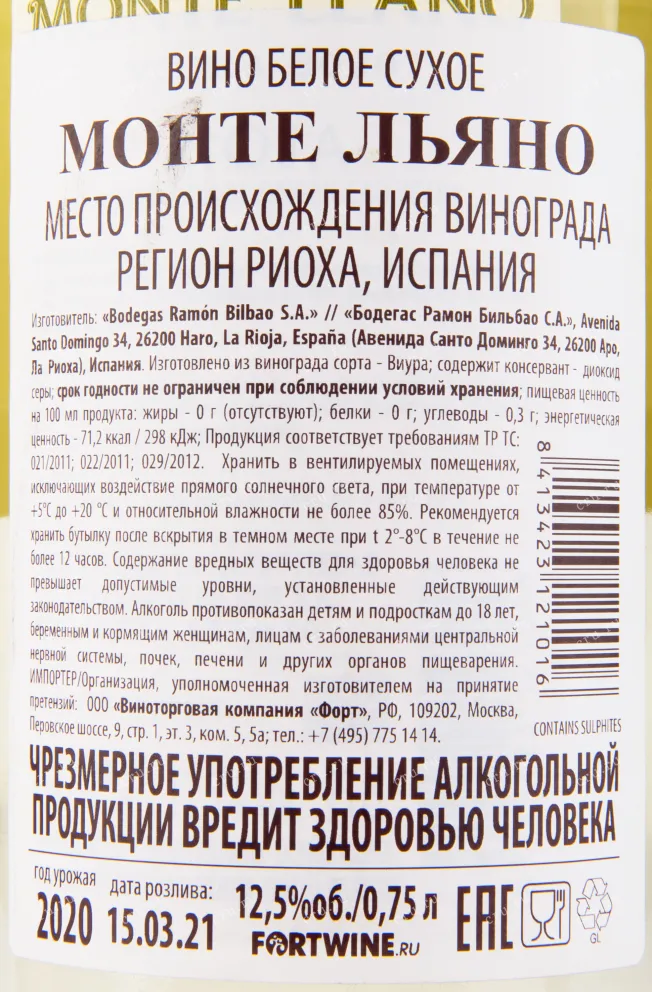 MONTE LLANO
ВИНО БЕЛОЕ СУХОЕ
МОНТЕ ЛЬЯНО
МЕСТО ПРОИСХОЖДЕНИЯ ВИНОГРАДА
РЕГИОН РИОХА, ИСПАНИЯ
Изготовитель: «Bodegas Ramón Bilbao S.A.» // «Бодегас Рамон Бильбао С.А.», Avenida
Santo Domingo 34, 26200 Haro, La Rioja, España (Авенида Санто Доминго 34, 26200 Аро,
Ла Риоха), Испания. Изготовлено из винограда сорта - Виура; содержит консервант - диоксид
серы; срок годности не ограничен при соблюдении условий хранения; пищевая ценность
на 100 мл продукта: жиры - 0 г (отсутствуют); белки - 0 г; углеводы - 0,3 г; энергетическая
ценность - 71,2 ккал / 298 кДж; Продукция соответствует требованиям ТР ТС:
021/2011; 022/2011; 029/2012. Хранить в вентилируемых помещениях,
исключающих воздействие прямого солнечного света, при температуре от
+5°C до +20 °C и относительной влажности не более 85%. Рекомендуется
хранить бутылку после вскрытия в темном месте при t 2°-8°C в течение не
более 12 часов. Содержание вредных веществ для здоровья человека не
превышает допустимые уровни, установленные действующим
законодательством. Алкоголь противопоказан детям и подросткам до 18 лет,
беременным и кормящим женщинам, лицам с заболеваниями центральной
нервной системы, почек, печени и других органов пищеварения.
ИМПОРТЕР/Организация, уполномоченная изготовителем на принятие
претензий: ООО «Виноторговая компания «Форт», РФ, 109202, Москва,
Перовское шоссе, 9, стр. 1, эт. 3, ком. 5, 5а; тел.: +7 (495) 775 14 14.
8 413423 121016
CONTAINS SULPHITES
ЧРЕЗМЕРНОЕ УПОТРЕБЛЕНИЕ АЛКОГОЛЬНОЙ
ПРОДУКЦИИ ВРЕДИТ ЗДОРОВЬЮ ЧЕЛОВЕКА
год урожая дата розлива:
2020 15.03.21
12,5%об./0,75 л
FORTWINE.RU
EAC
GL